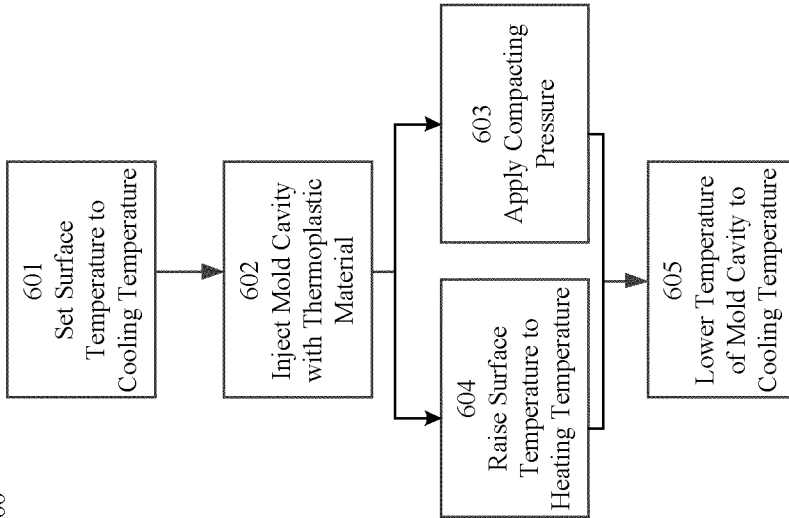 601
Set Surface
Temperature to
Cooling Temperature
602
Inject Mold Cavity
with Thermoplastic
Material
604
Raise Surface
Temperature to
Heating Temperature
603
Apply Compacting
Pressure
605
Lower Temperature
of Mold Cavity to
Cooling Temperature